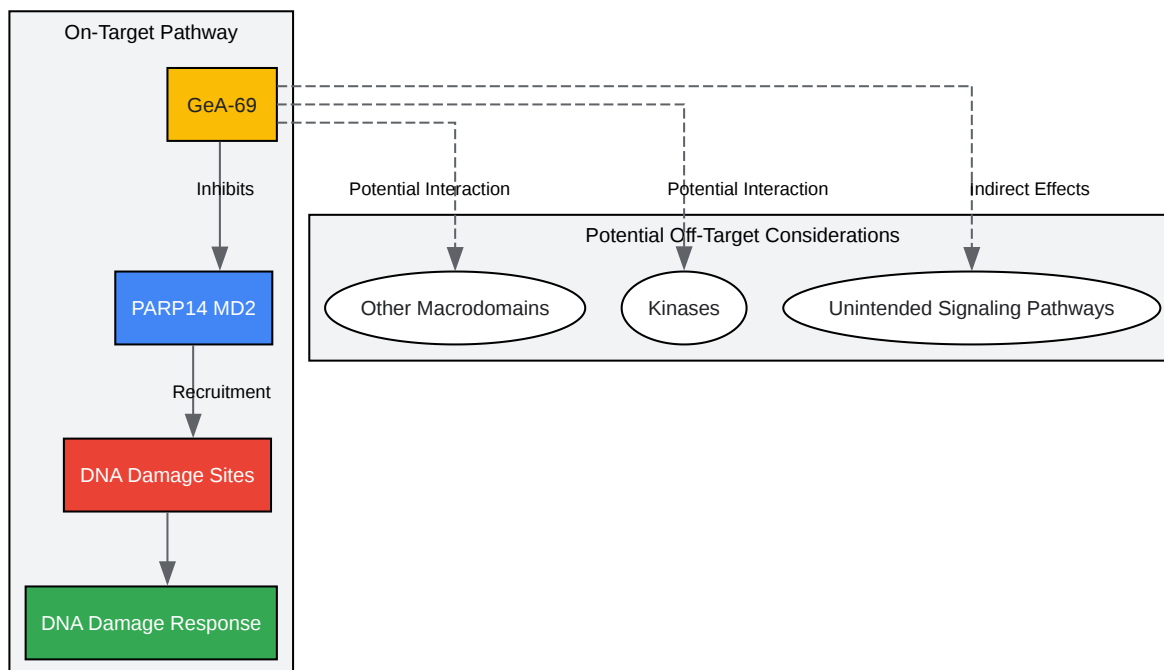 On-Target Pathway
GeA-69
Inhibits
Potential Interaction
Potential Interaction
Indirect Effects
Potential Off-Target Considerations
PARP14 MD2
Other Macrodomains
Kinases
Unintended Signaling Pathways
Recruitment
DNA Damage Sites
DNA Damage Response